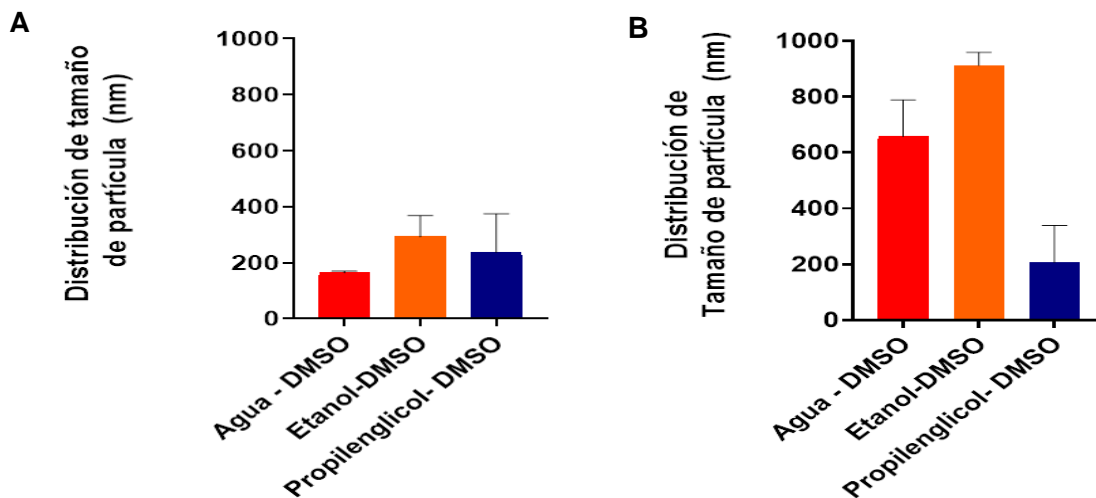 A
Distribución de tamaño
de partícula (nm)
1000
800
600
400
200
0
Agua - DMSO
Etanol-DMSO
Propilenglicol- DMSO
B
Distribución de
Tamaño de partícula (nm)
1000
800
600
400
200
0
Agua - DMSO
Etanol-DMSO
Propilenglicol- DMSO